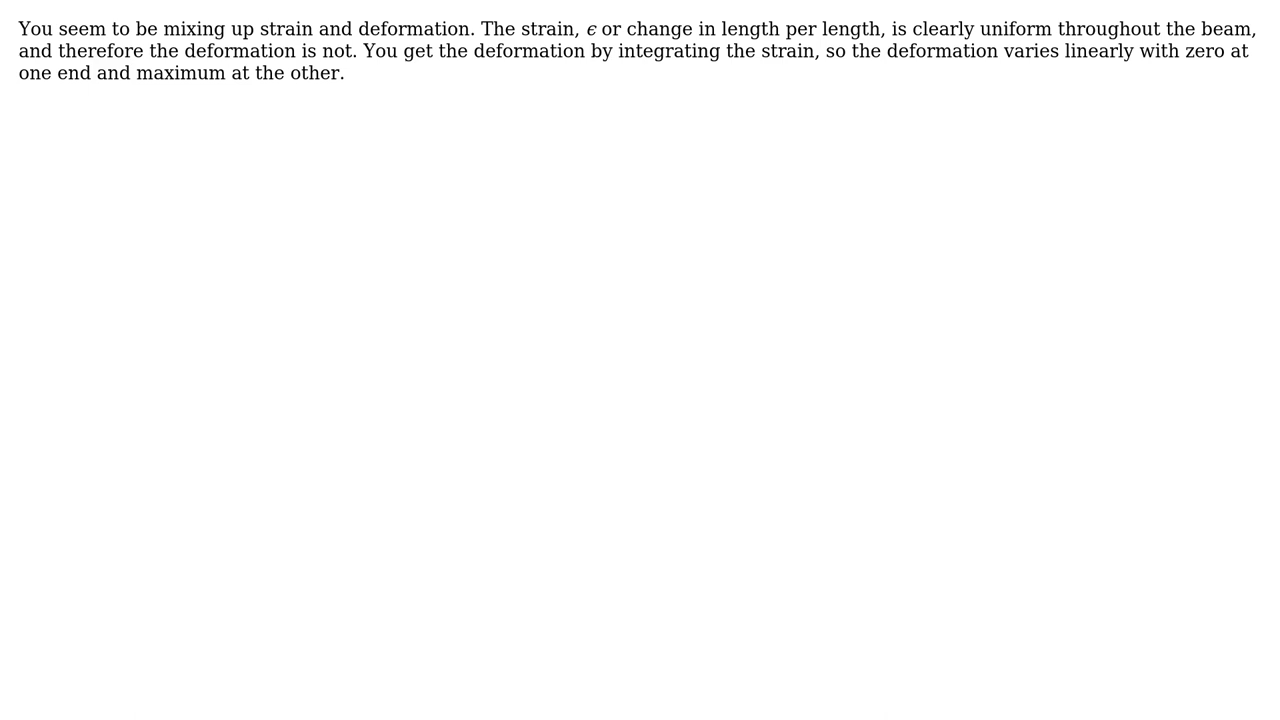 You seem to be mixing up strain and deformation. The strain, ϵ or change in length per length, is clearly uniform throughout the beam,
and therefore the deformation is not. You get the deformation by integrating the strain, so the deformation varies linearly with zero at
one end and maximum at the other.